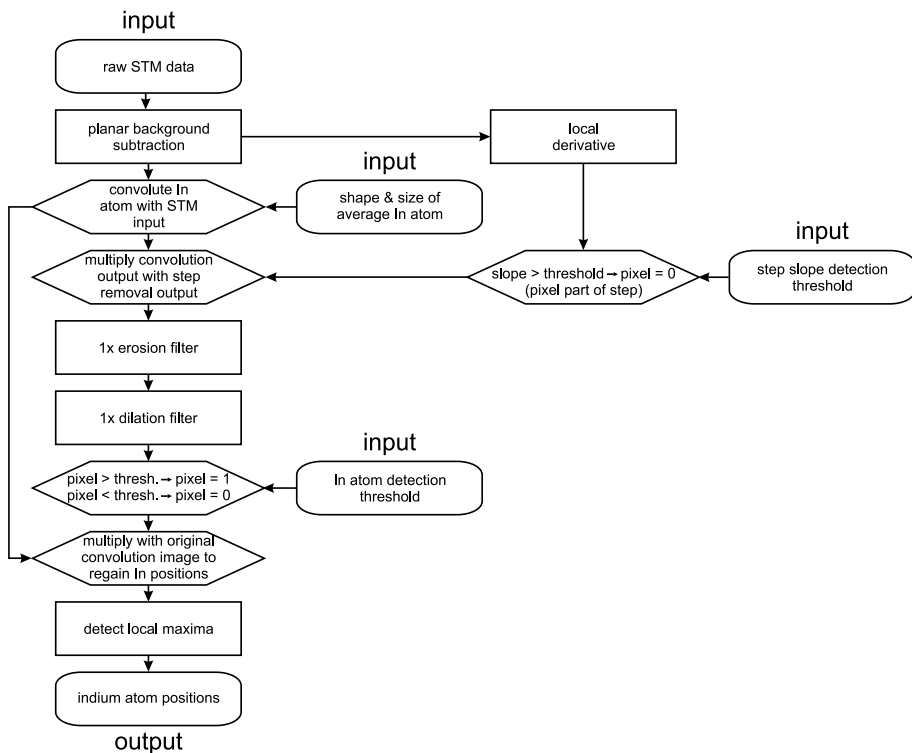 input
raw STM data
planar background
subtraction
local
derivative
input
convolute In
atom with STM
input
shape & size of
average In atom
input
multiply convolution
output with step
removal output
slope > threshold → pixel = 0
(pixel part of step)
step slope detection
threshold
1x erosion filter
1x dilation filter
input
pixel > thresh. → pixel = 1
pixel < thresh. → pixel = 0
In atom detection
threshold
multiply with original
convolution image to
regain In positions
detect local maxima
indium atom positions
output